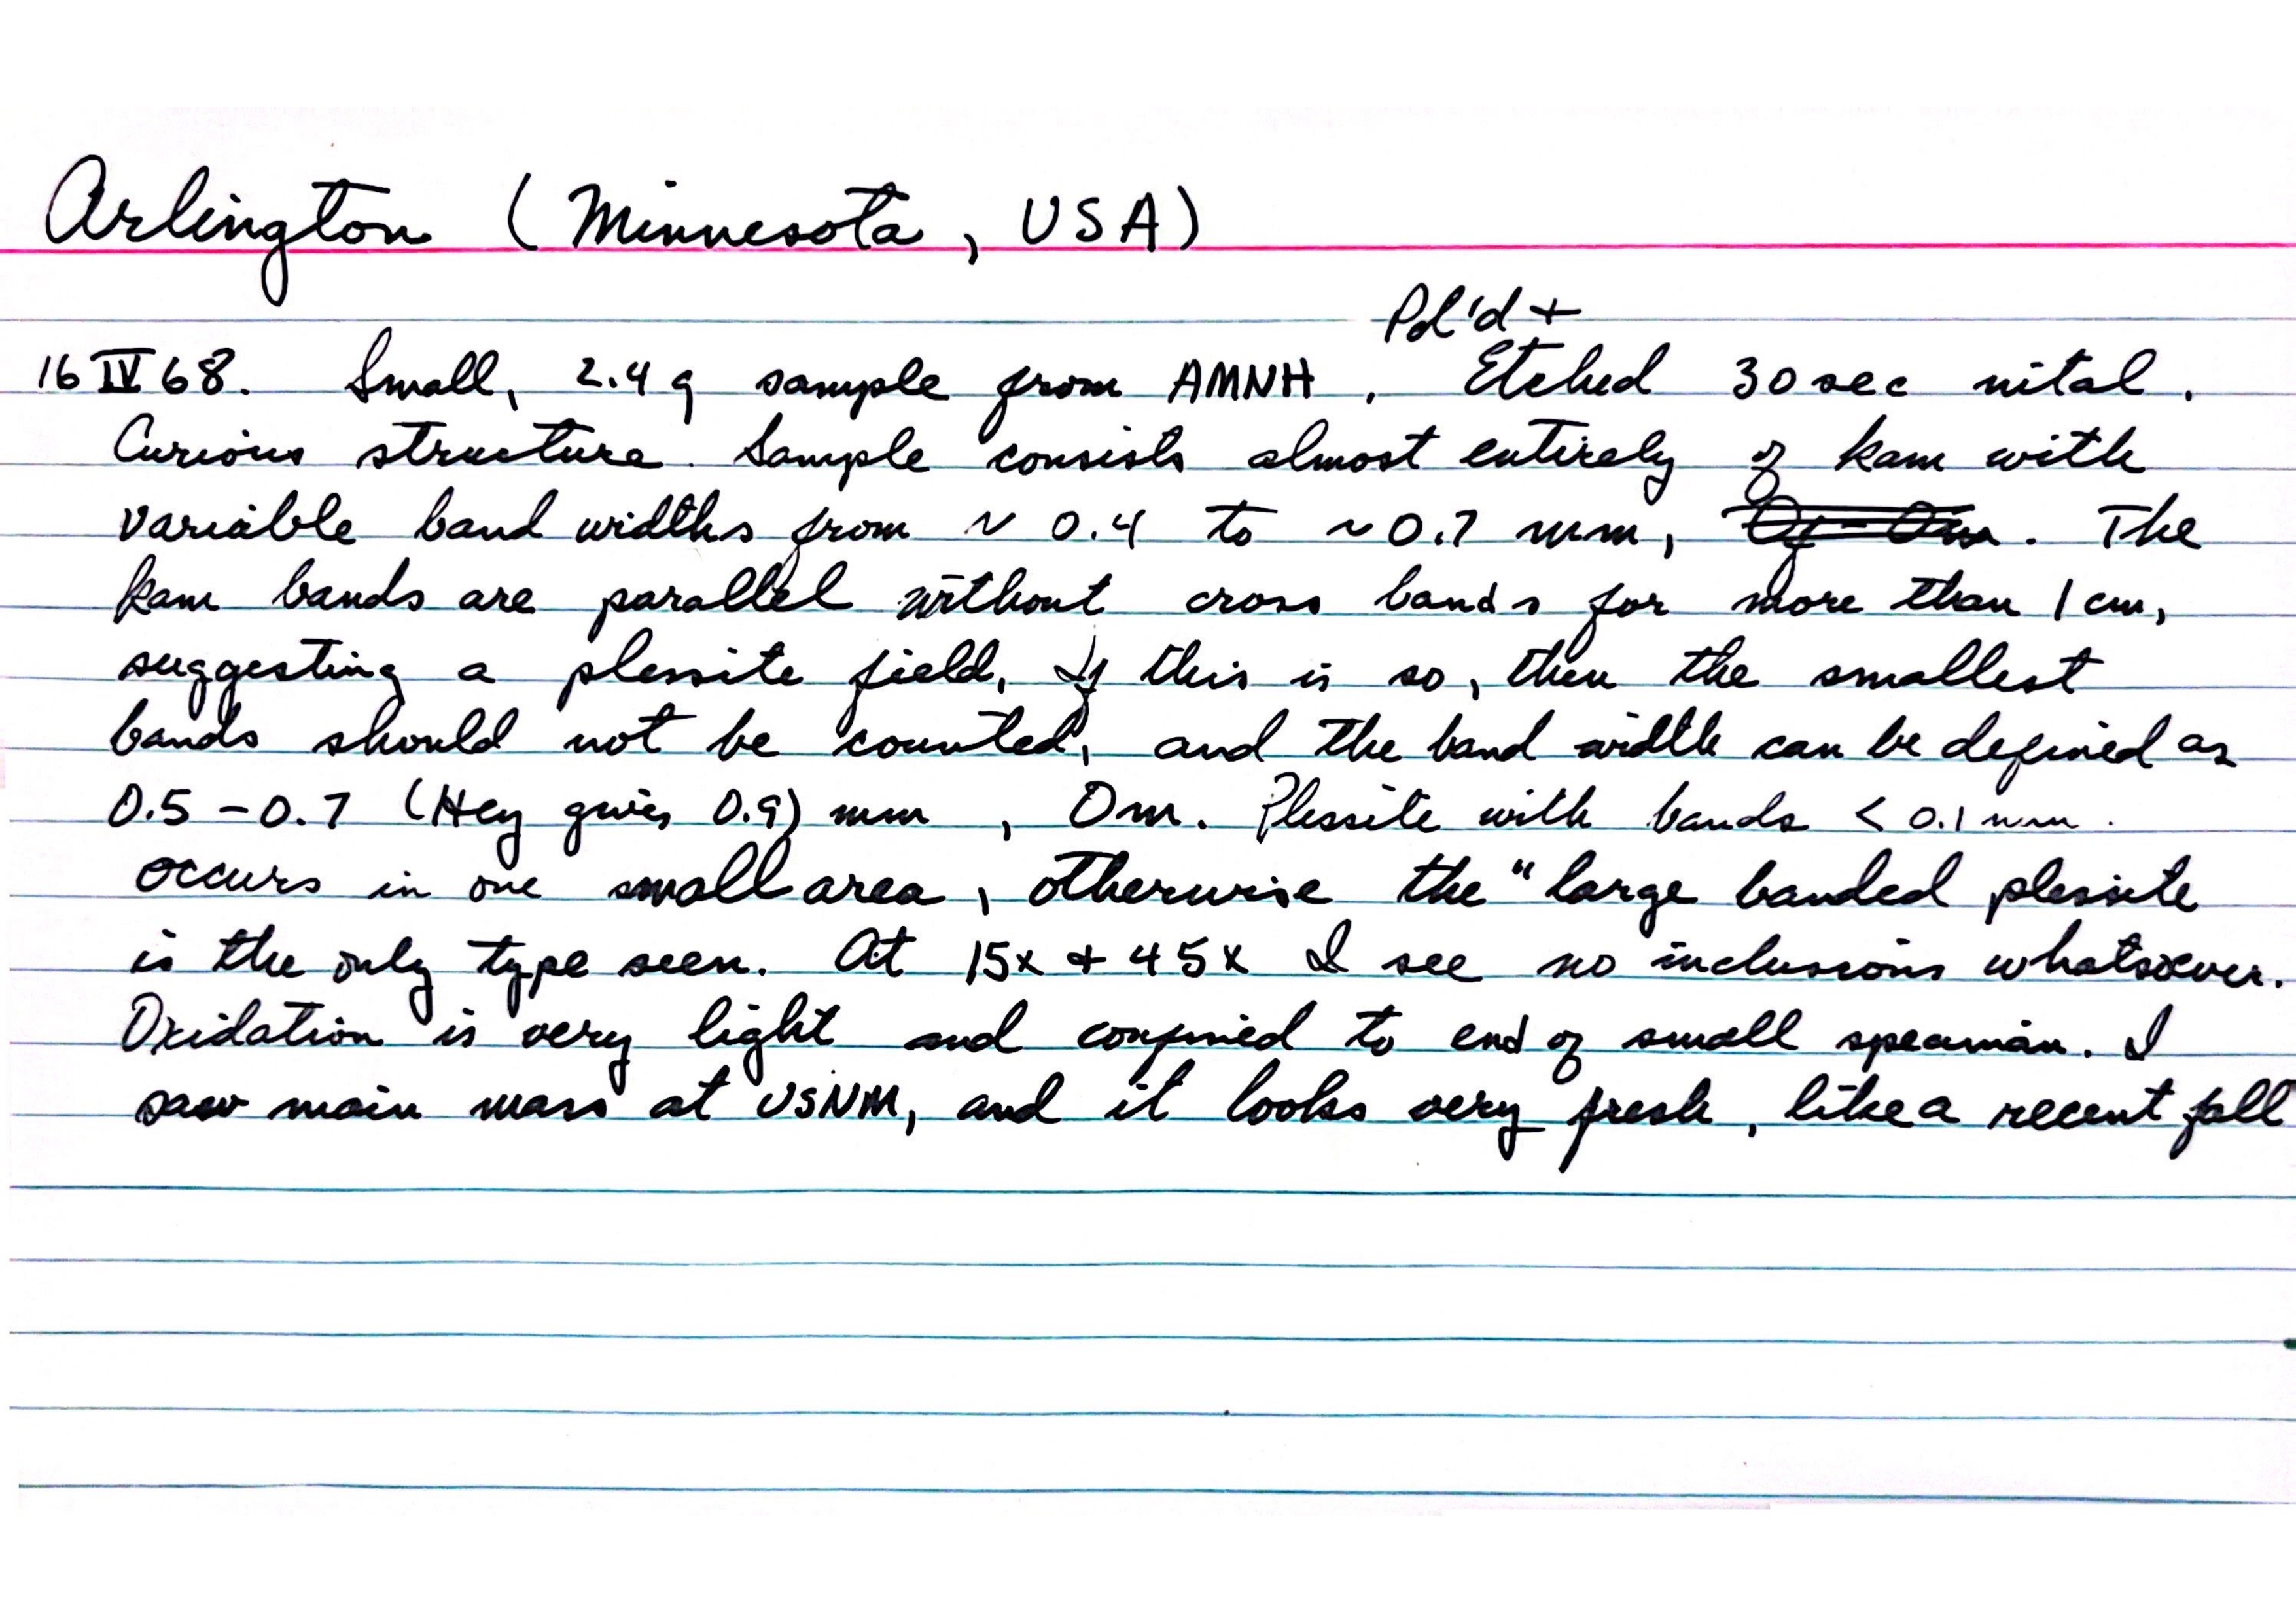 Arlington (Minnesota, USA)
Pol'd +
16 IV 68. Small, 2.4 g sample from AMNH. Etched 30 sec nital.
Curious structure. Sample consists almost entirely of kam with
variable band widths from ~ 0.4 to ~0.7 mm, Of-Om. The
kam bands are parallel without cross bands for more than 1 cm,
suggesting a plessite field. If this is so, then the smallest
bands should not be counted, and the band width can be defined as
0.5 - 0.7 (Hey gives 0.9) mm, Om. Plessite with bands < 0.1 mm.
occurs in one small area, otherwise the "large banded plessite
is the only type seen. At 15x + 45x I see no inclusions whatsoever.
Oxidation is very light and confined to end of small specimen. I
saw main mass at USNM, and it looks very fresh, like a recent fall